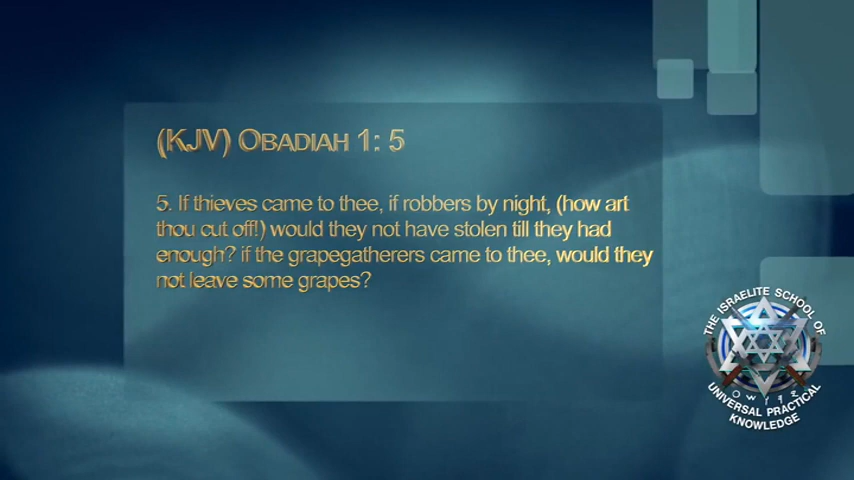 (KJV) OBADIAH 1: 5
5. If thieves came to thee, if robbers by night, (how art
thou cut off!) would they not have stolen till they had
enough? if the grapegatherers came to thee, would they
not leave some grapes?
THE ISRAELITE SCHOOL OF
UNIVERSAL PRACTICAL
KNOWLEDGE